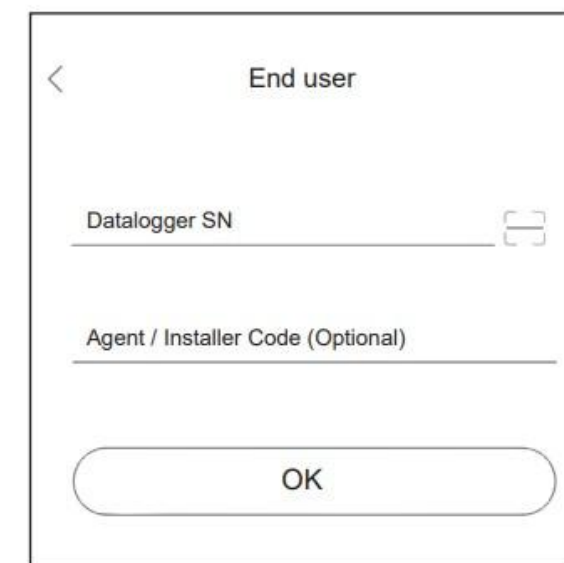 End user
Datalogger SN
Agent / Installer Code (Optional)
OK